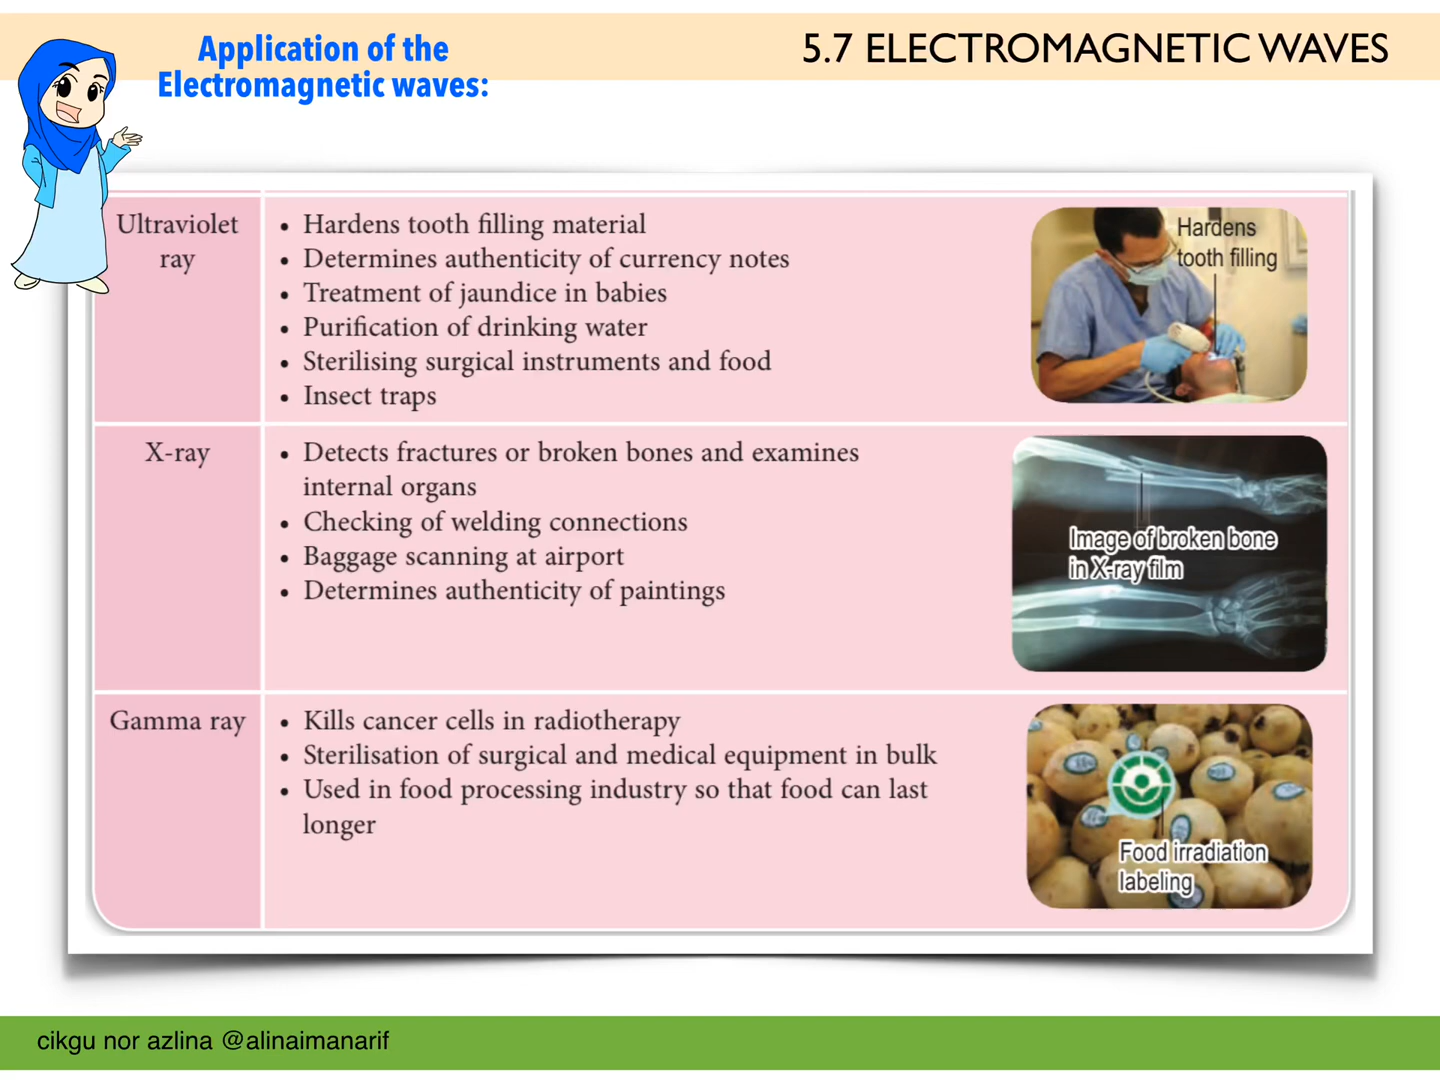 Application of the
Electromagnetic waves:
5.7 ELECTROMAGNETIC WAVES
Ultraviolet
ray
• Hardens tooth filling material
• Determines authenticity of currency notes
• Treatment of jaundice in babies
• Purification of drinking water
• Sterilising surgical instruments and food
• Insect traps
Hardens
tooth filling
X-ray
• Detects fractures or broken bones and examines
internal organs
• Checking of welding connections
• Baggage scanning at airport
• Determines authenticity of paintings
Image of broken bone
in X-ray film
Gamma ray
• Kills cancer cells in radiotherapy
• Sterilisation of surgical and medical equipment in bulk
• Used in food processing industry so that food can last
longer
Food irradiation
labeling
cikgu nor azlina @alinaimanarif